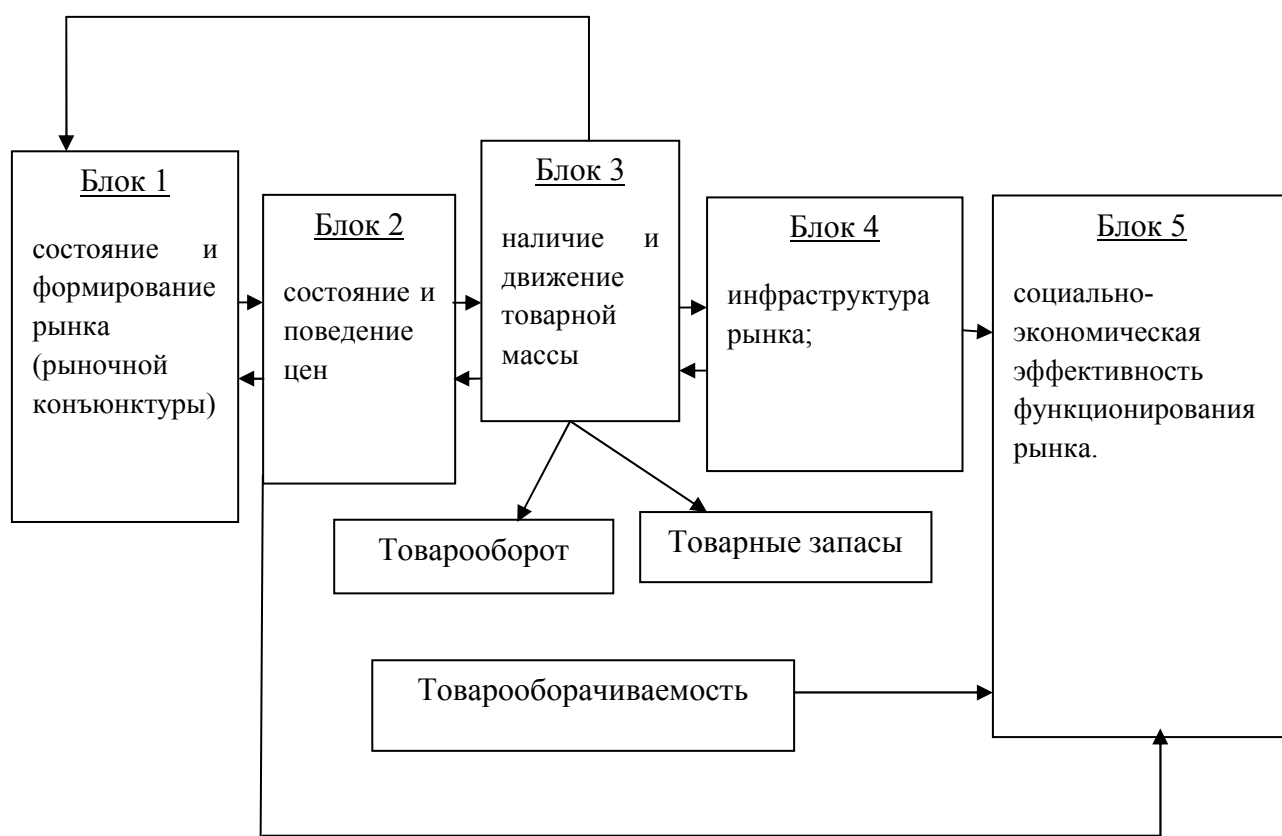 Блок 1
состояние и
формирование
рынка
(рыночной
конъюнктуры)
Блок 2
состояние и
поведение
цен
Блок 3
наличие и
движение
товарной
массы
Блок 4
инфраструктура
рынка;
Блок 5
социально-
экономическая
эффективность
функционирования
рынка.
Товарооборот
Товарные запасы
Товарооборачиваемость